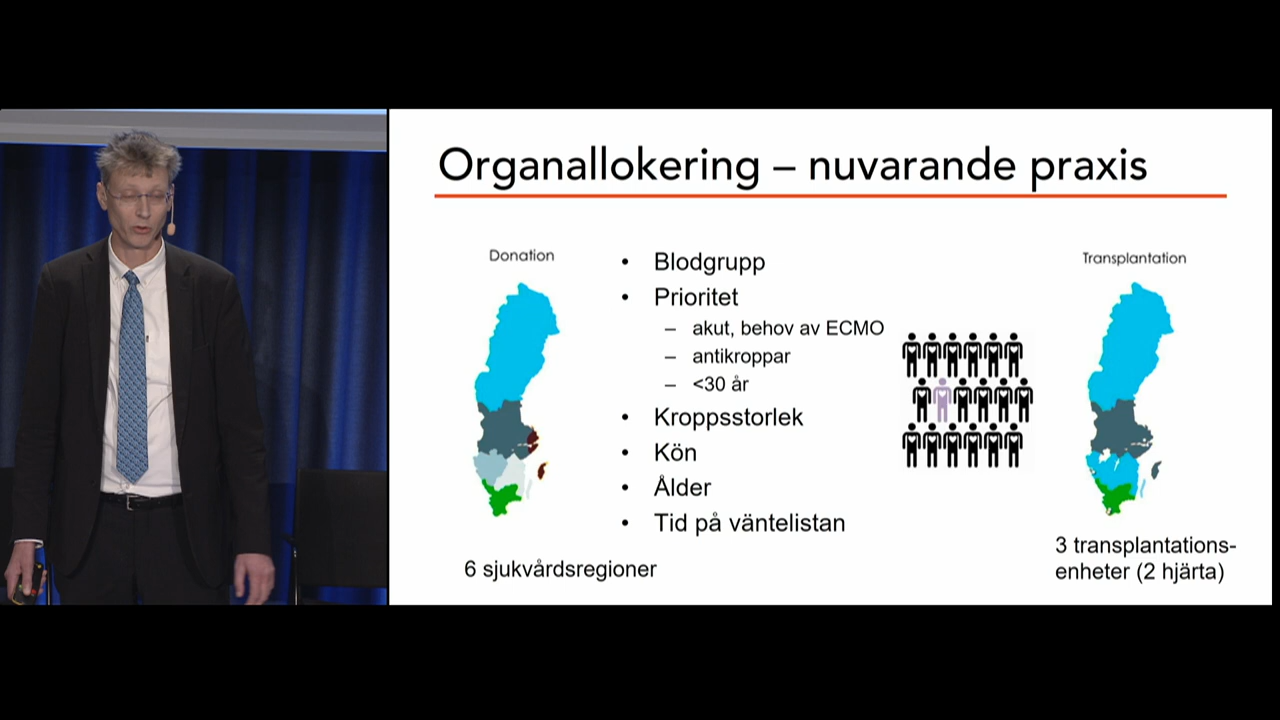 Organallokering – nuvarande praxis
Donation
• Blodgrupp
• Prioritet
– akut, behov av ECMO
– antikroppar
– <30 år
• Kroppsstorlek
• Kön
• Ålder
• Tid på väntelistan
6 sjukvårdsregioner
Transplantation
3 transplantations-
enheter (2 hjärta)